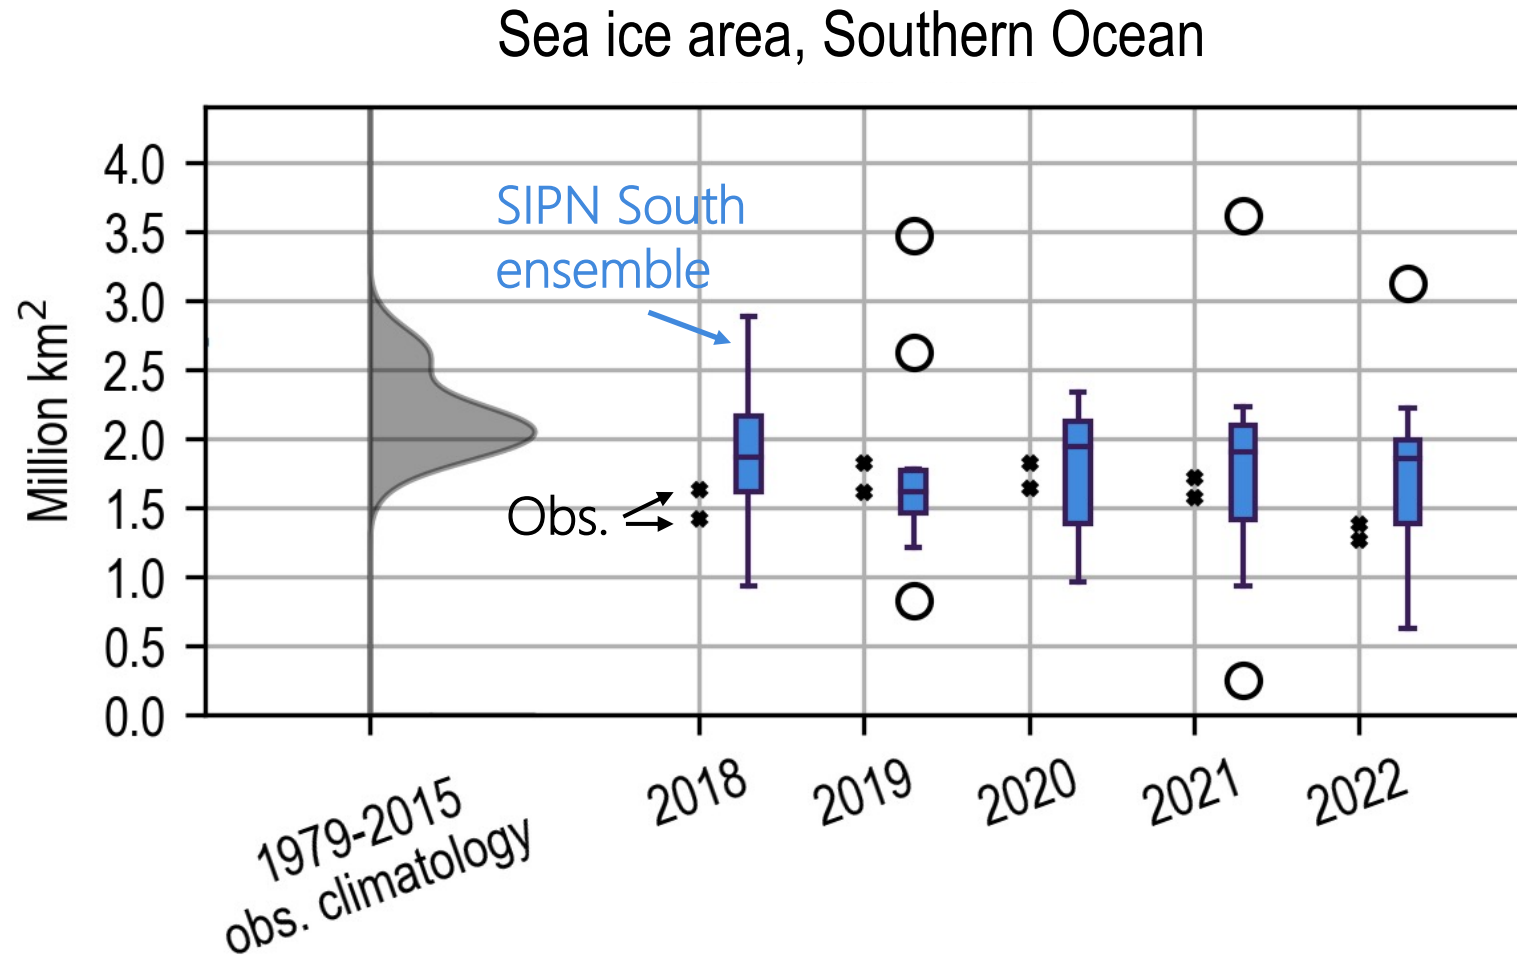 Sea ice area, Southern Ocean
Million km²
4.0
3.5
3.0
2.5
2.0
1.5
1.0
0.5
0.0
SIPN South
ensemble
Obs.
1979-2015
obs. climatology
2018
2019
2020
2021
2022